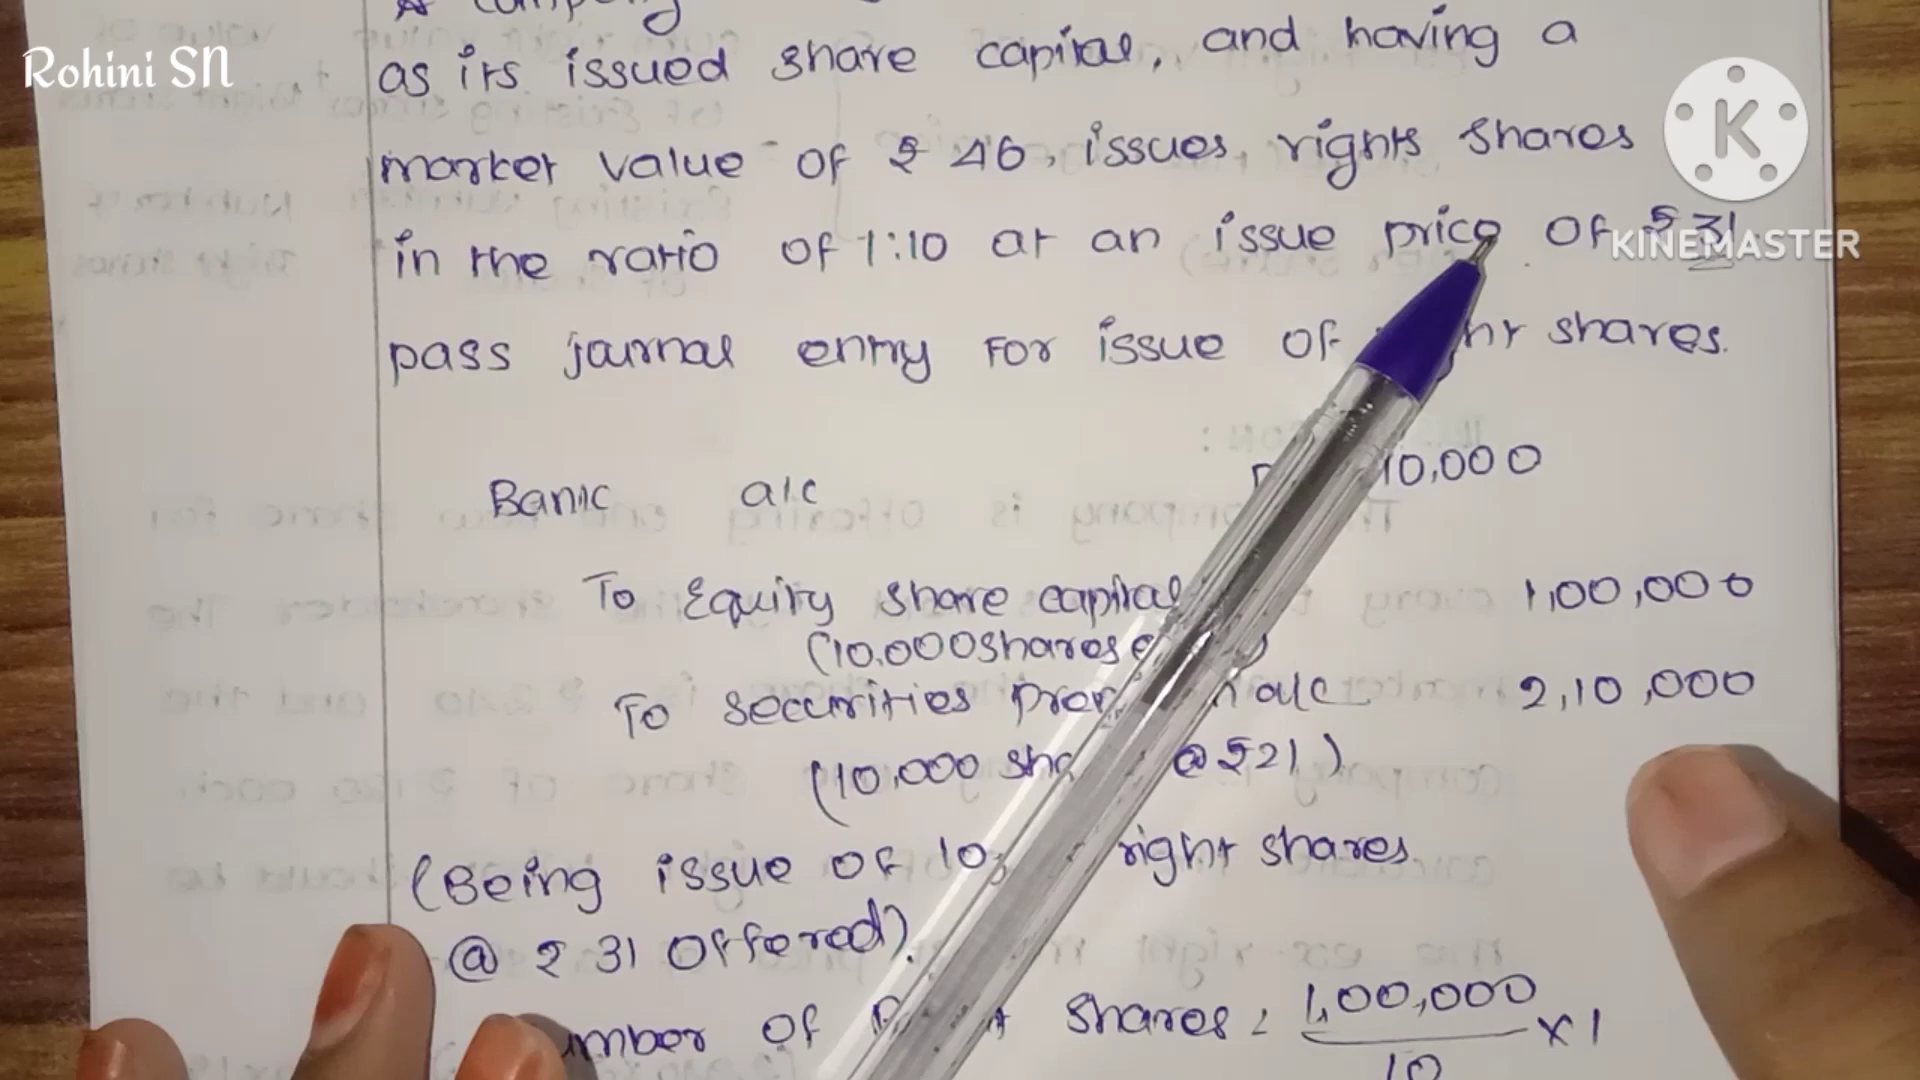 Rohini SN
as its issued share capital, and having a
market value of ₹ 46, issues, rights shares
in the ratio of 1:10 at an issue price of ₹ 31.
KINEMASTER
K
pass journal entry for issue of shares.
Bank a/c 10,000
To Equity share capital 1,00,000
(10,000 shares
To securities a/c 2,10,000
(10,000 @ ₹21)
(Being issue of right shares
@ ₹ 31 offered).
of shares : 1,00,000 x 1
10